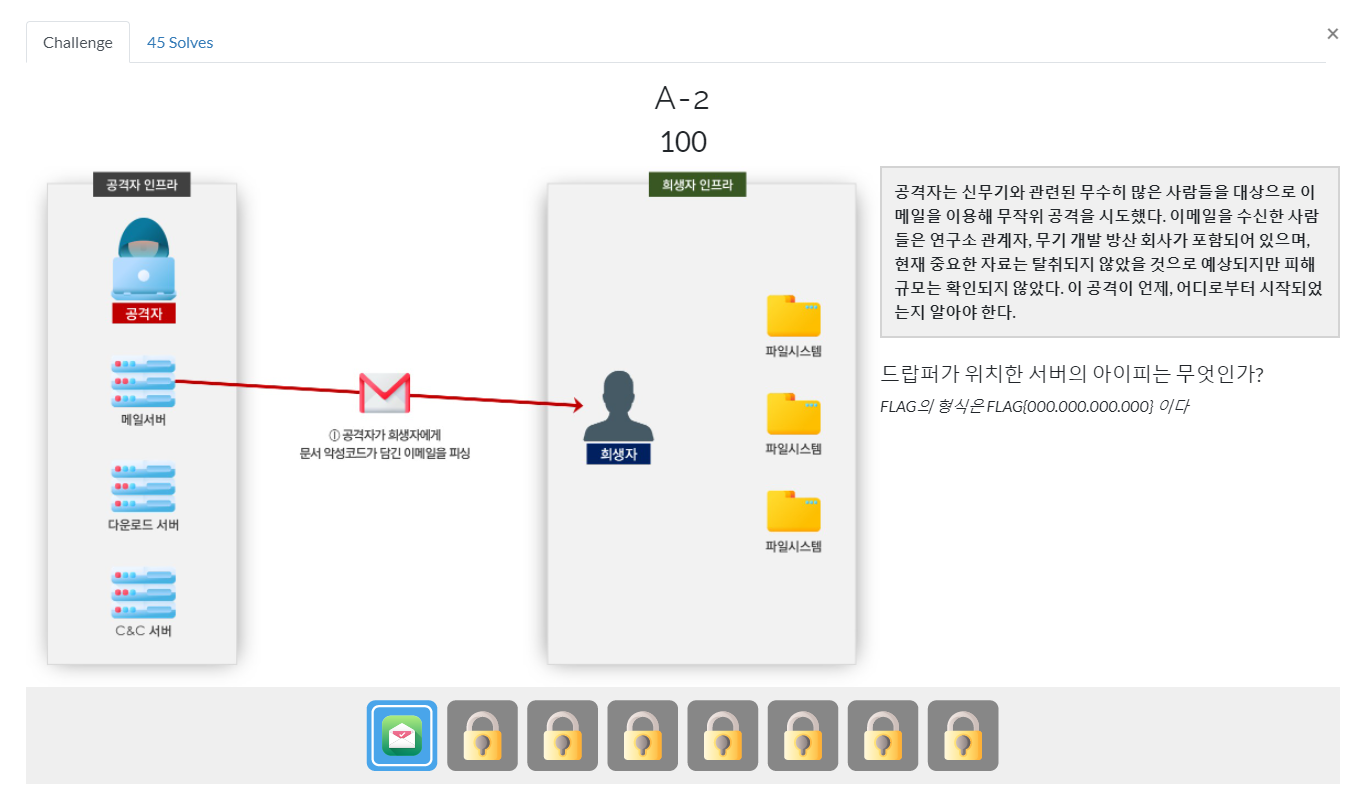 Challenge
45 Solves
×
A-2
100
공격자 인프라
공격자
메일서버
다운로드 서버
C&C 서버
① 공격자가 희생자에게
문서 악성코드가 담긴 이메일을 피싱
희생자 인프라
희생자
파일시스템
파일시스템
파일시스템
공격자는 신무기와 관련된 무수히 많은 사람들을 대상으로 이
메일을 이용해 무작위 공격을 시도했다. 이메일을 수신한 사람
들은 연구소 관계자, 무기 개발 방산 회사가 포함되어 있으며,
현재 중요한 자료는 탈취되지 않았을 것으로 예상되지만 피해
규모는 확인되지 않았다. 이 공격이 언제, 어디로부터 시작되었
는지 알아야 한다.
드랍퍼가 위치한 서버의 아이피는 무엇인가?
FLAG의 형식은 FLAG{000.000.000.000} 이다